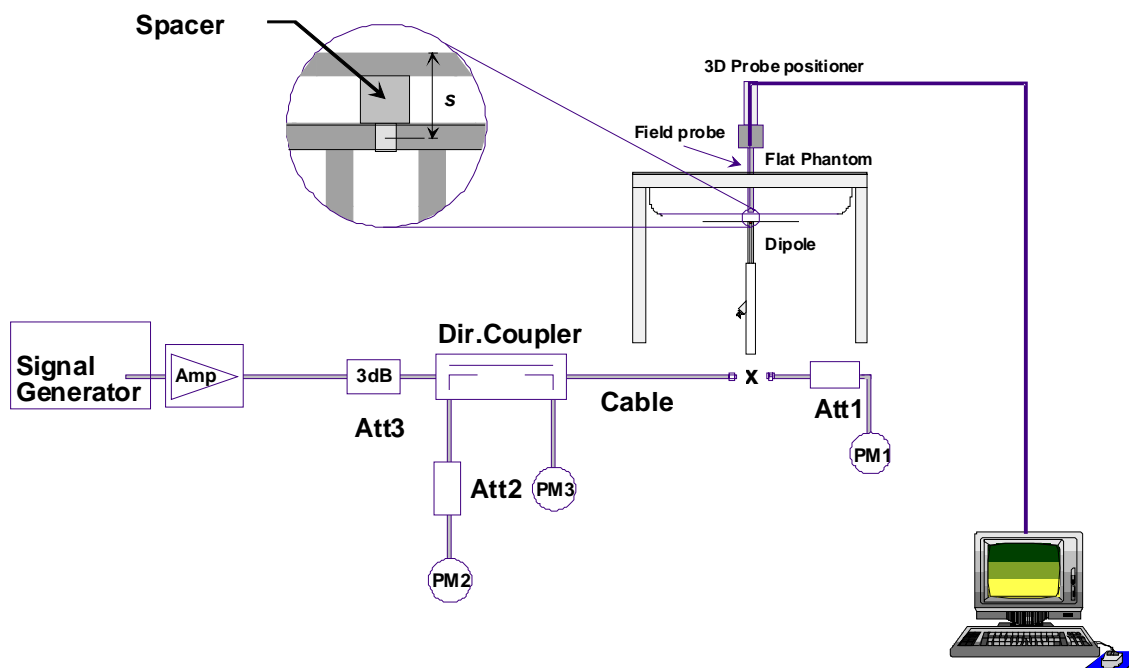 Spacer
s
3D Probe positioner
Field probe
Flat Phantom
Dipole
Dir.Coupler
Signal
Generator
Amp
3dB
Cable
x
Att1
Att3
PM1
Att2
PM3
PM2